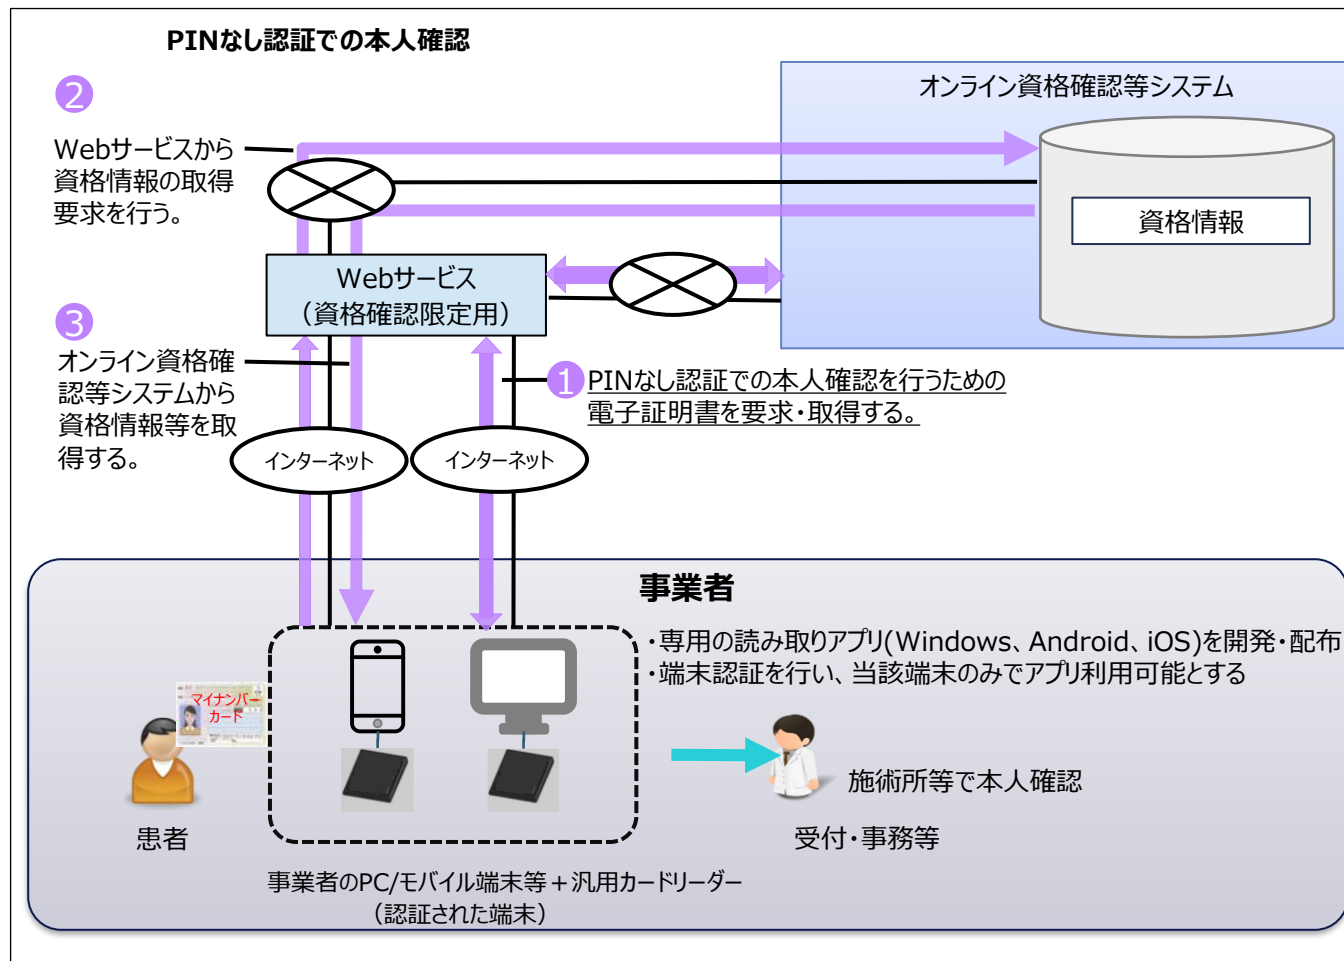 PINなし認証での本人確認
2
Webサービスから
資格情報の取得
要求を行う。
オンライン資格確認等システム
資格情報
Webサービス
（資格確認限定用）
3
オンライン資格確
認等システムから
資格情報等を取
得する。
1
PINなし認証での本人確認を行うための
電子証明書を要求・取得する。
インターネット
インターネット
事業者
・専用の読み取りアプリ(Windows、Android、iOS)を開発・配布
・端末認証を行い、当該端末のみでアプリ利用可能とする
マイナンバー
カード
患者
施術所等で本人確認
受付・事務等
事業者のPC/モバイル端末等＋汎用カードリーダー
（認証された端末）